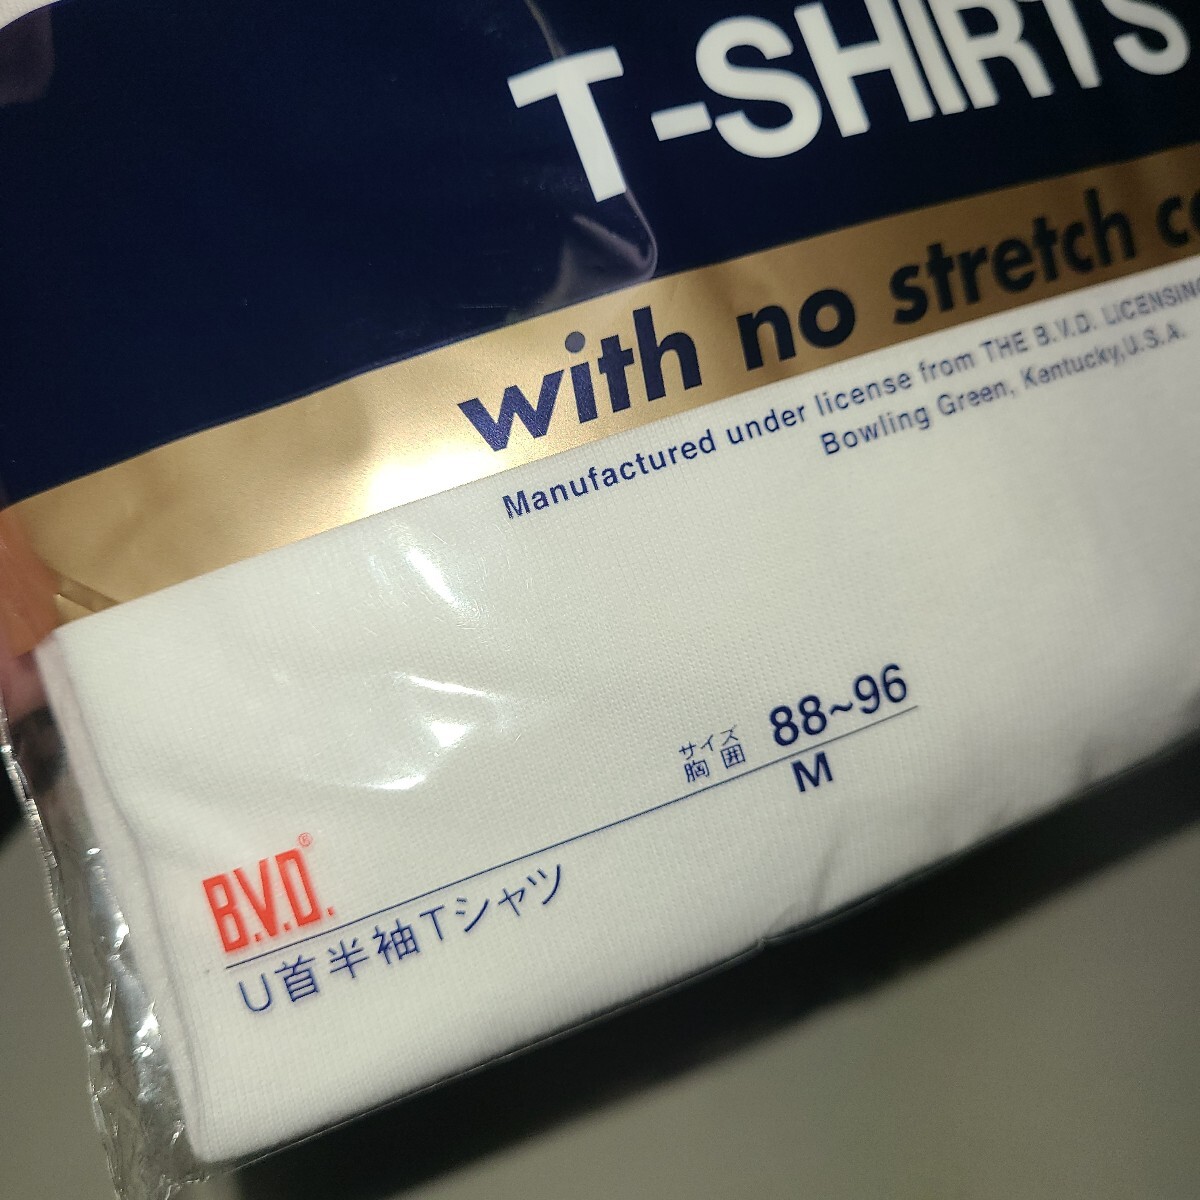 T-SHIRTS
with no stretch
Manufactured under license from THE B.V.D. LICENSING
Bowling Green, Kentucky, U.S.A.
サイズ
胸囲 88~96
M
B.V.D.®
U首半袖Tシャツ